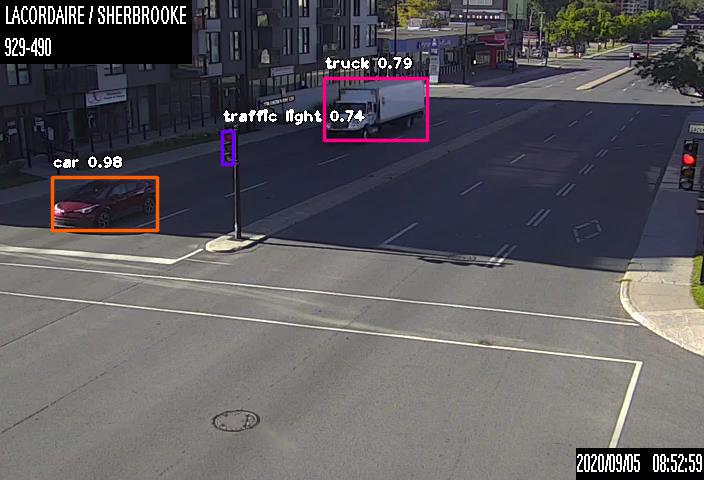 LACORDAIRE / SHERBROOKE
929-490
truck 0.79
traffic light 0.74
car 0.98
2020/09/05 08:52:59